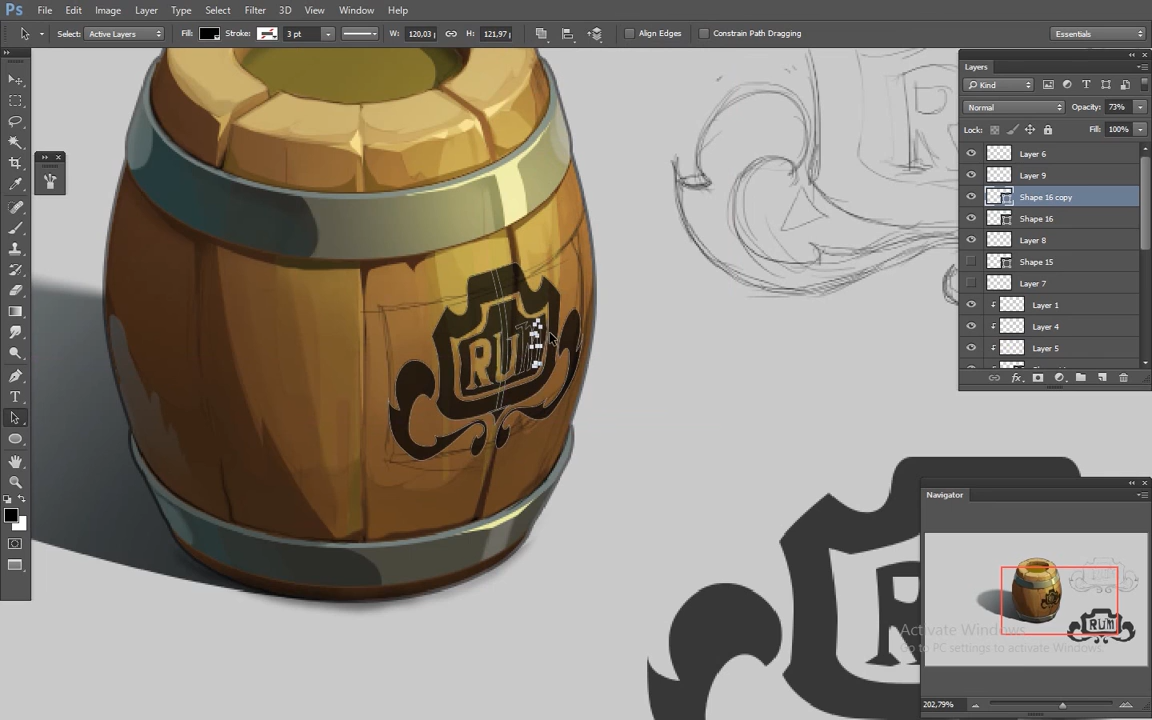 Ps File Edit Image Layer Type Select Filter 3D View Window Help
Select: Active Layers Fill: Stroke: 3 pt W: 120,03 H: 121,97 Align Edges Constrain Path Dragging Essentials
Layers
Kind
Normal Opacity: 73%
Lock: Fill: 100%
Layer 6
Layer 9
Shape 16 copy
Shape 16
Layer 8
Shape 15
Layer 7
Layer 1
Layer 4
Layer 5
fx
RUM
R
R
Navigator
RUM
Activate Windows
Go to PC settings to activate Windows.
202,79%